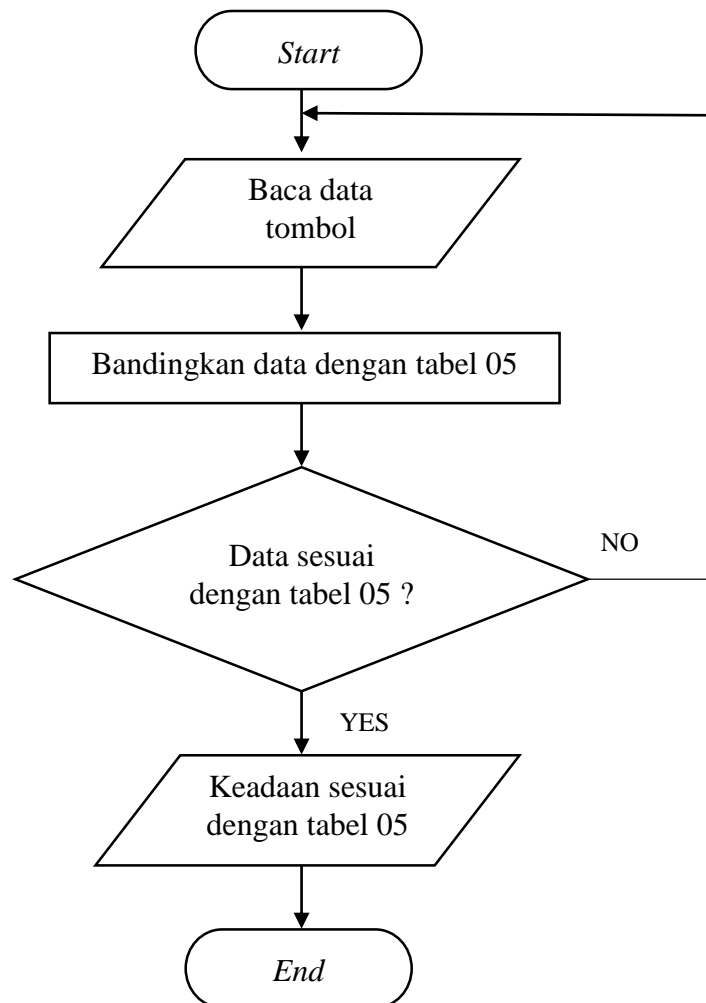 Start
Baca data
tombol
Bandingkan data dengan tabel 05
Data sesuai
dengan tabel 05 ?
NO
YES
Keadaan sesuai
dengan tabel 05
End